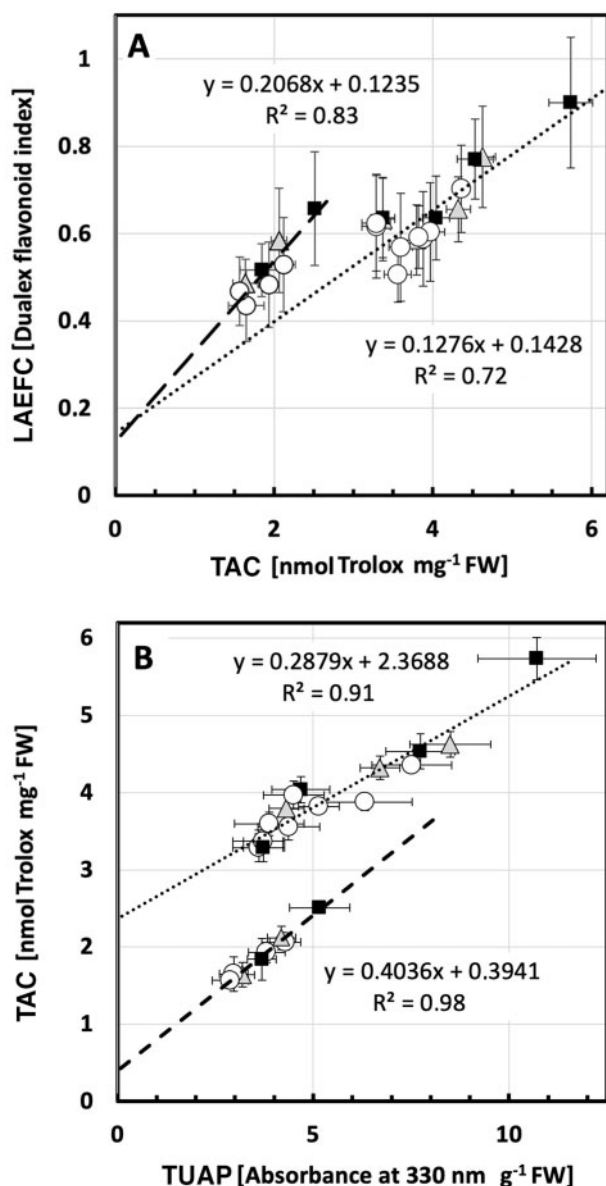 A
y = 0.2068x + 0.1235
R² = 0.83
y = 0.1276x + 0.1428
R² = 0.72
LAEFC [Dualex flavonoid index]
1
0.8
0.6
0.4
0.2
0
0 2 4 6
TAC [nmol Trolox mg⁻¹ FW]
B
y = 0.2879x + 2.3688
R² = 0.91
y = 0.4036x + 0.3941
R² = 0.98
TAC [nmol Trolox mg⁻¹ FW]
6
5
4
3
2
1
0
0 5 10
TUAP [Absorbance at 330 nm g⁻¹ FW]